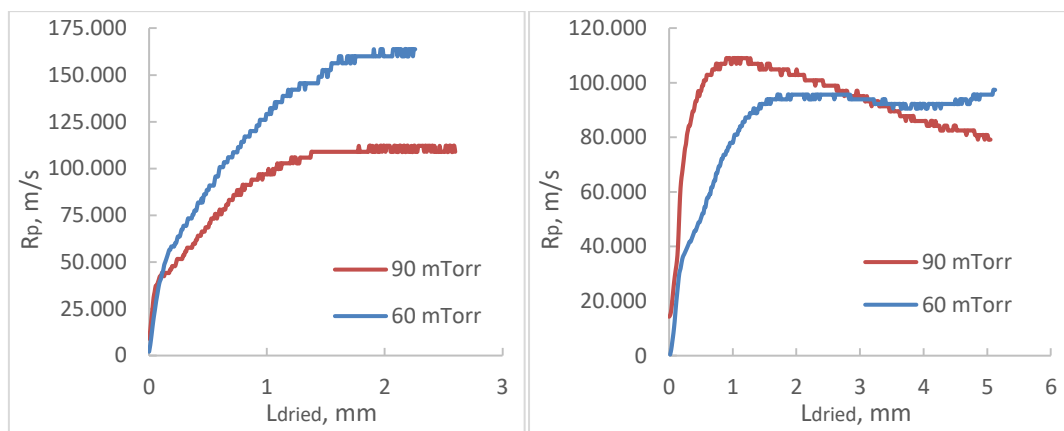 175.000
150.000
125.000
100.000
75.000
50.000
25.000
0
Rp, m/s
90 mTorr
60 mTorr
0 1 2 3
Ldried, mm
120.000
100.000
80.000
60.000
40.000
20.000
0
Rp, m/s
90 mTorr
60 mTorr
0 1 2 3 4 5 6
Ldried, mm